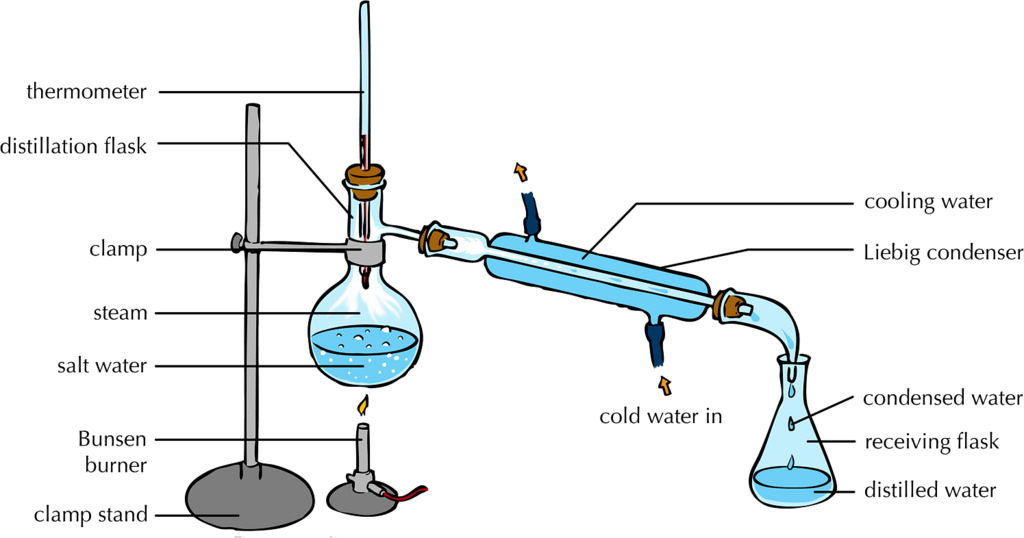 thermometer
distillation flask
clamp
steam
salt water
Bunsen
burner
clamp stand
cooling water
Liebig condenser
cold water in
condensed water
receiving flask
distilled water